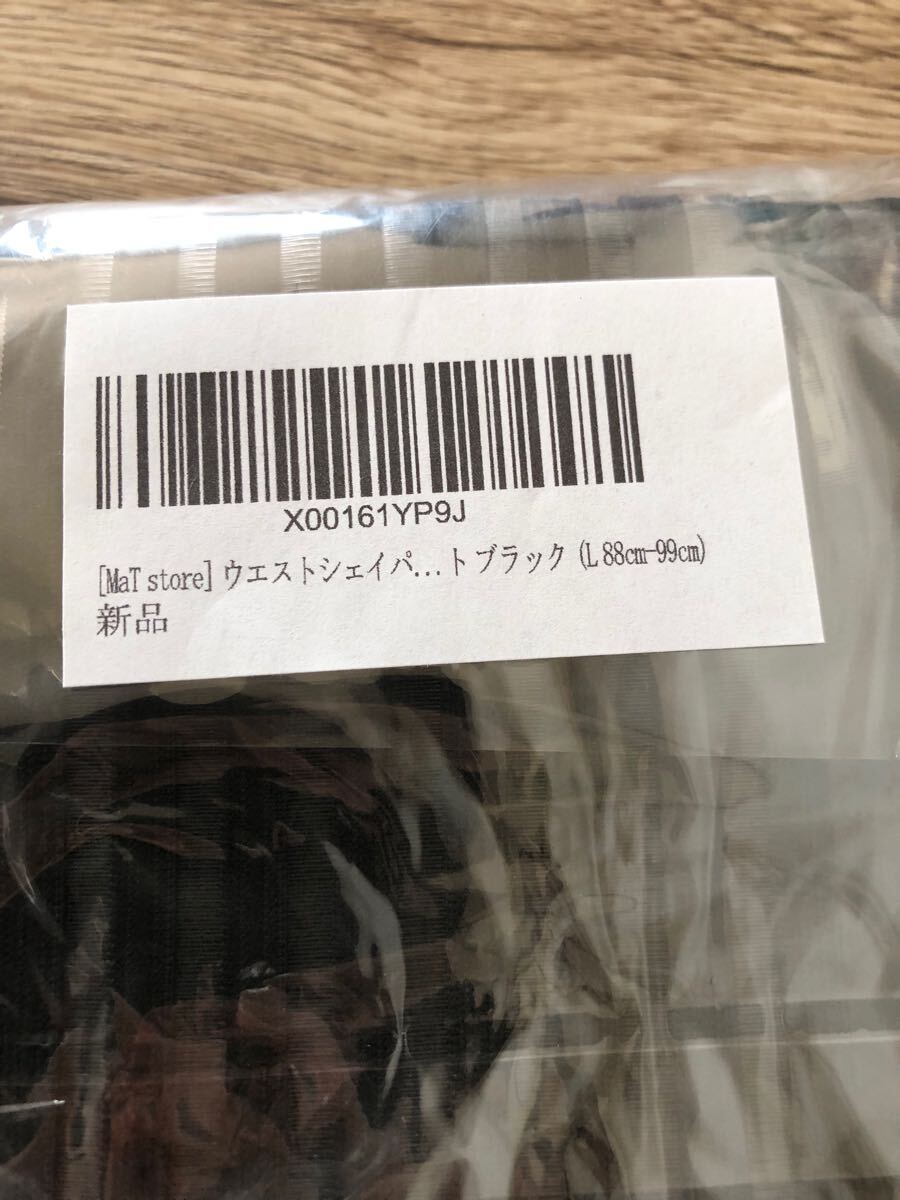 X00161YP9J
[MaT store] ウエストシェイパ...ト ブラック (L 88cm-99cm)
新品